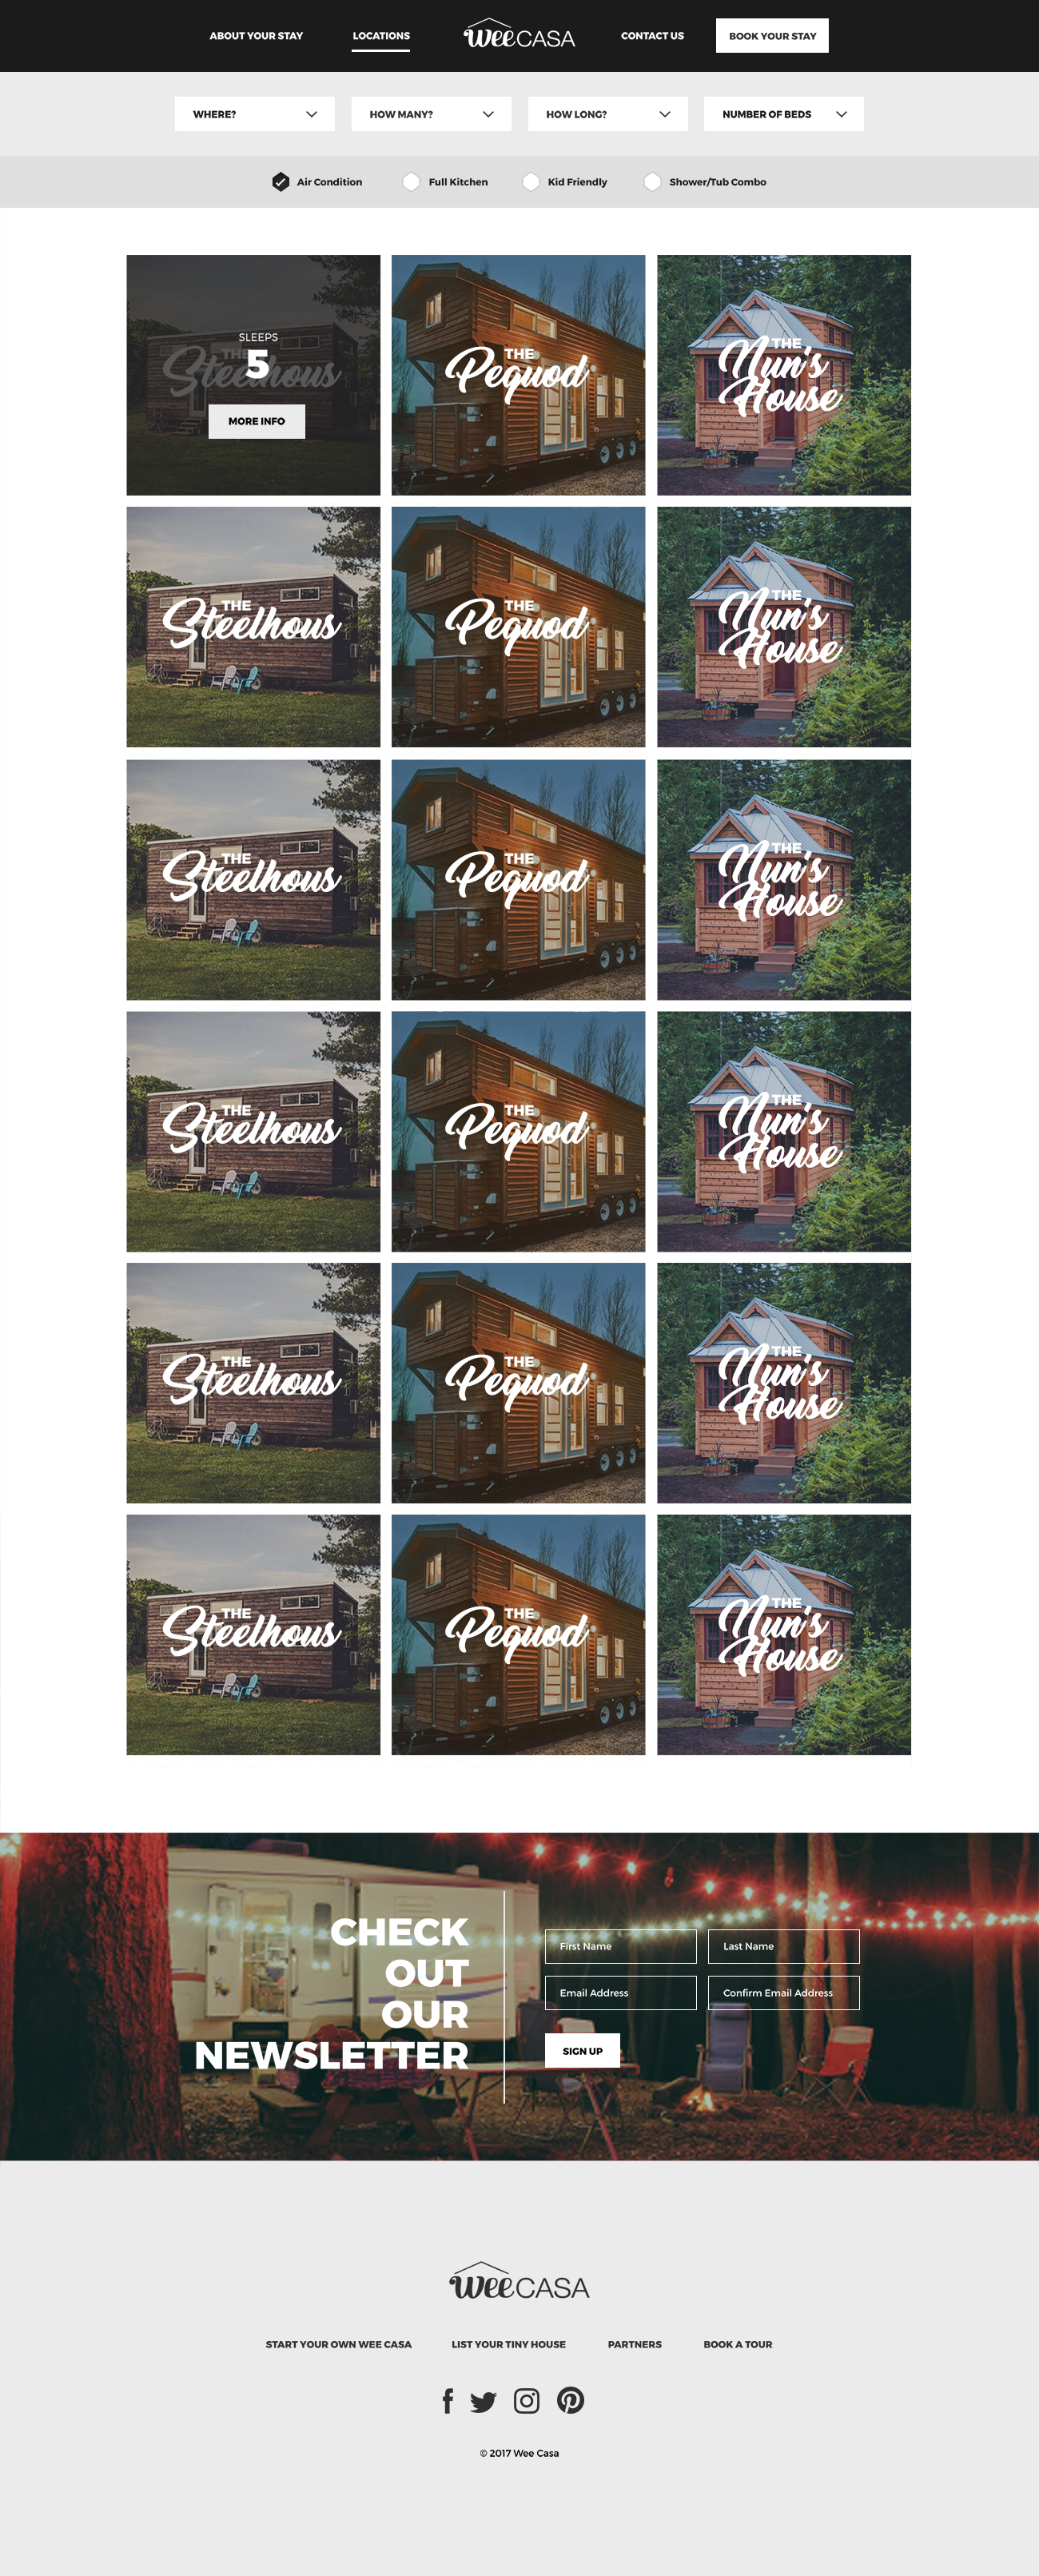 ABOUT YOUR STAY
LOCATIONS
WeeCASA
CONTACT US
BOOK YOUR STAY
WHERE?
HOW MANY?
HOW LONG?
NUMBER OF BEDS
Air Condition
Full Kitchen
Kid Friendly
Shower/Tub Combo
SLEEPS
THE
Steelhous
5
MORE INFO
THE
Pequod
THE
Nun's
House
THE
Steelhous
THE
Pequod
THE
Nun's
House
THE
Steelhous
THE
Pequod
THE
Nun's
House
THE
Steelhous
THE
Pequod
THE
Nun's
House
THE
Steelhous
THE
Pequod
THE
Nun's
House
THE
Steelhous
THE
Pequod
THE
Nun's
House
CHECK
OUT
OUR
NEWSLETTER
First Name
Last Name
Email Address
Confirm Email Address
SIGN UP
WeeCASA
START YOUR OWN WEE CASA
LIST YOUR TINY HOUSE
PARTNERS
BOOK A TOUR
© 2017 Wee Casa